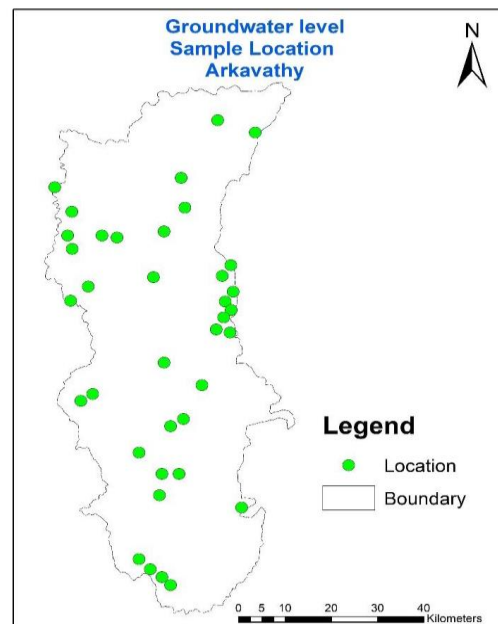 Groundwater level
Sample Location
Arkavathy
N
Legend
Location
Boundary
0 5 10 20 30 40
Kilometers